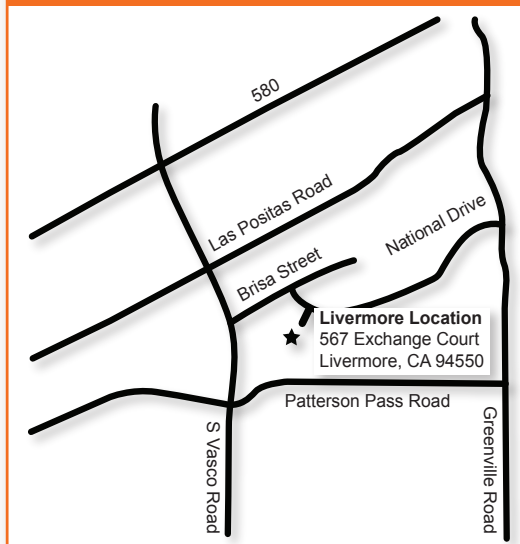 580
Las Positas Road
National Drive
Brisa Street
Livermore Location
567 Exchange Court
Livermore, CA 94550
Patterson Pass Road
S Vasco Road
Greenville Road